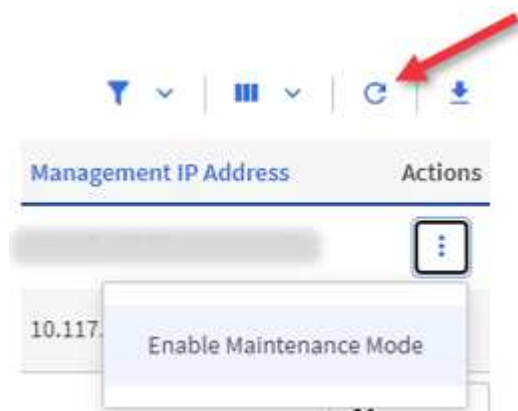 Management IP Address Actions
10.117.
Enable Maintenance Mode